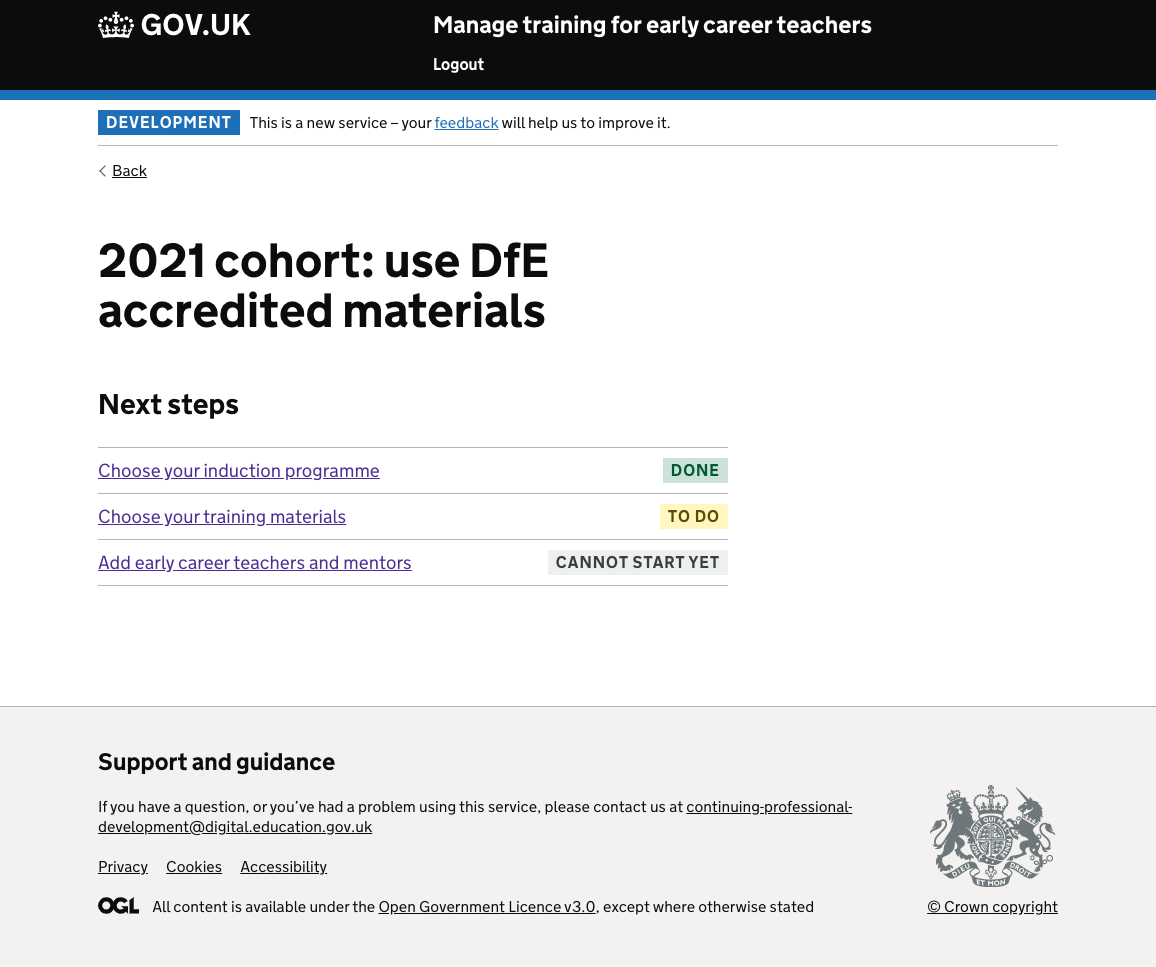 GOV.UK
Manage training for early career teachers
Logout
DEVELOPMENT This is a new service – your feedback will help us to improve it.
Back
2021 cohort: use DfE
accredited materials
Next steps
Choose your induction programme DONE
Choose your training materials TO DO
Add early career teachers and mentors CANNOT START YET
Support and guidance
If you have a question, or you’ve had a problem using this service, please contact us at continuing-professional-
development@digital.education.gov.uk
Privacy Cookies Accessibility
OGL All content is available under the Open Government Licence v3.0, except where otherwise stated
DIEU ET MON DROIT
© Crown copyright